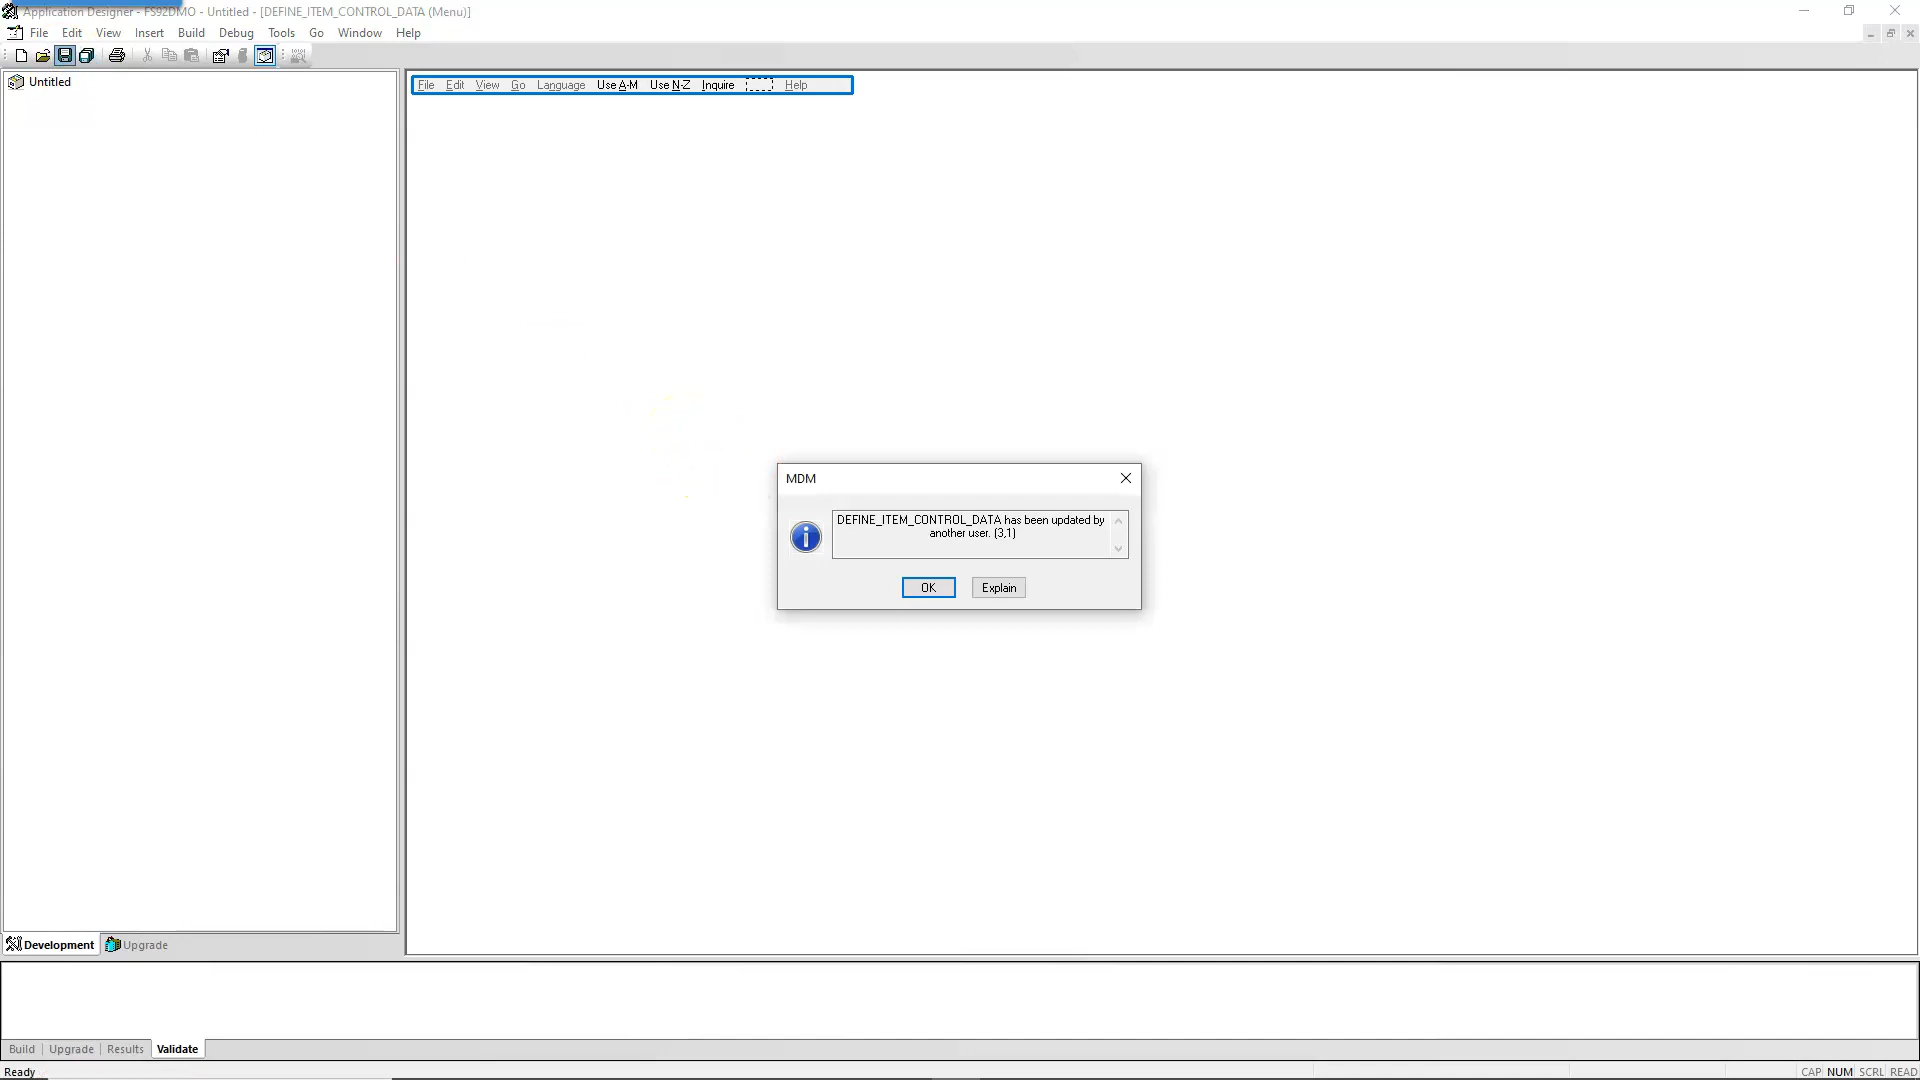 Application Designer - FS92DMO - Untitled - [DEFINE_ITEM_CONTROL_DATA (Menu)]
File Edit View Insert Build Debug Tools Go Window Help
Untitled
File Edit View Go Language Use A-M Use N-Z Inquire Help
MDM
DEFINE_ITEM_CONTROL_DATA has been updated by
another user. (3,1)
OK Explain
Development Upgrade
Build Upgrade Results Validate
Ready CAP NUM SCRL READ